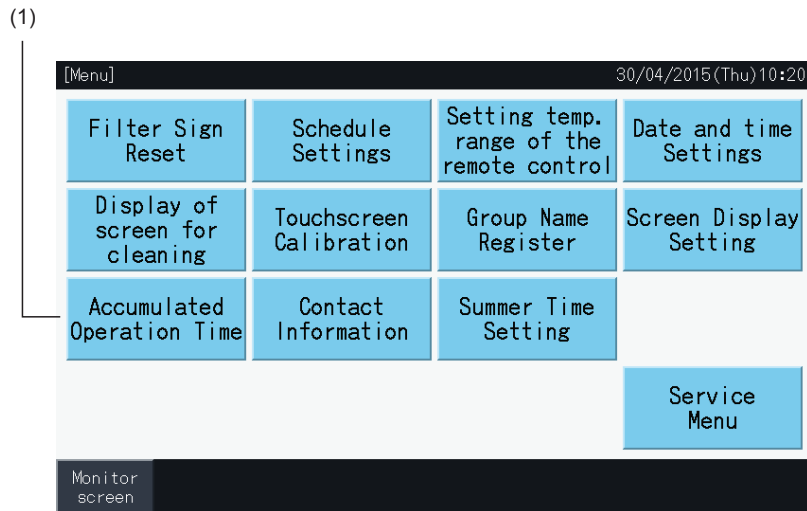 (1)
[Menu] 30/04/2015(Thu)10:20
Filter Sign
Reset
Schedule
Settings
Setting temp.
range of the
remote control
Date and time
Settings
Display of
screen for
cleaning
Touchscreen
Calibration
Group Name
Register
Screen Display
Setting
Accumulated
Operation Time
Contact
Information
Summer Time
Setting
Service
Menu
Monitor
screen